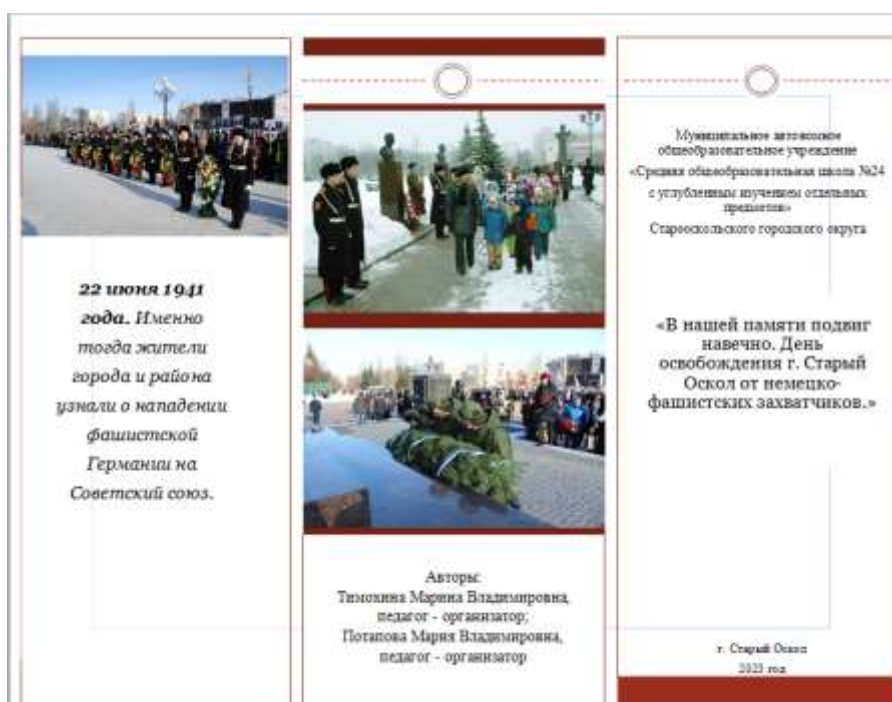 22 июня 1941
года. Именно
тогда жители
города и района
узнали о нападении
фашистской
Германии на
Советский союз.
Авторы:
Тимохина Марина Владимировна,
педагог - организатор;
Потапова Мария Владимировна,
педагог - организатор
Муниципальное автономное
общеобразовательное учреждение
«Средняя общеобразовательная школа №24
с углубленным изучением отдельных
предметов»
Старооскольского городского округа
«В нашей памяти подвиг
навечно. День
освобождения г. Старый
Оскол от немецко-
фашистских захватчиков.»
г. Старый Оскол
2023 год